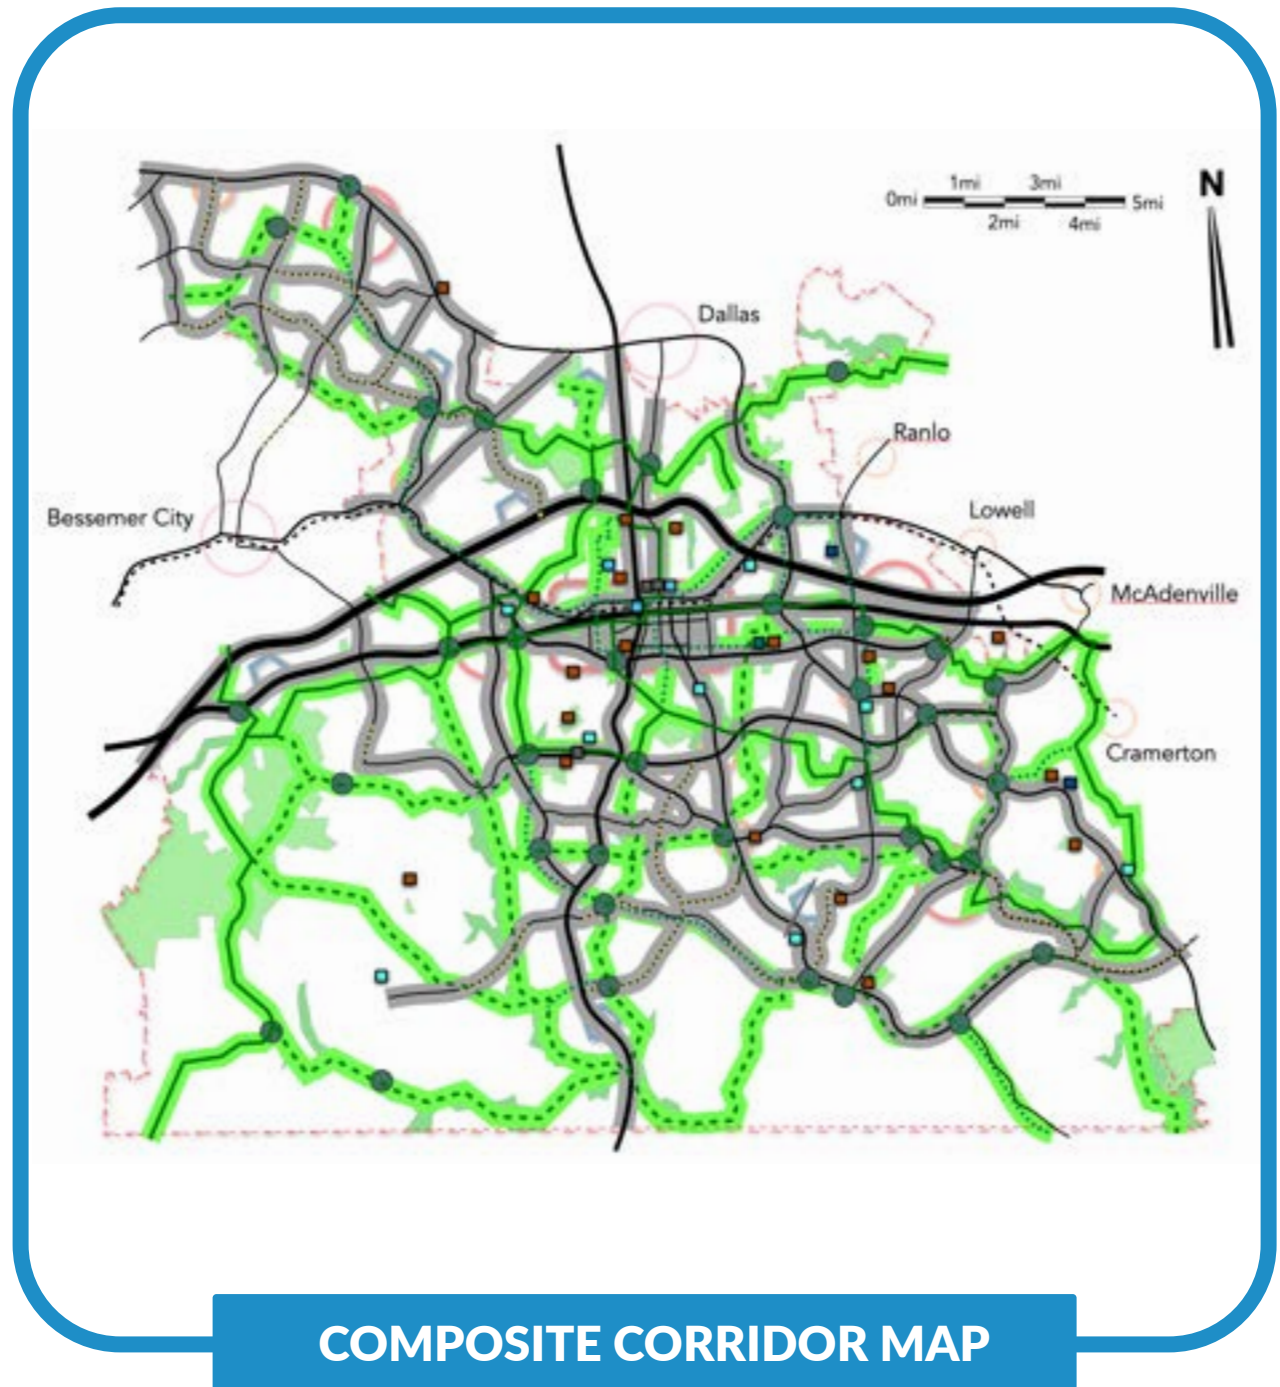 1mi 3mi
0mi 5mi
2mi 4mi
N
Dallas
Ranlo
Lowell
Bessemer City
McAdenville
Cramerton
COMPOSITE CORRIDOR MAP